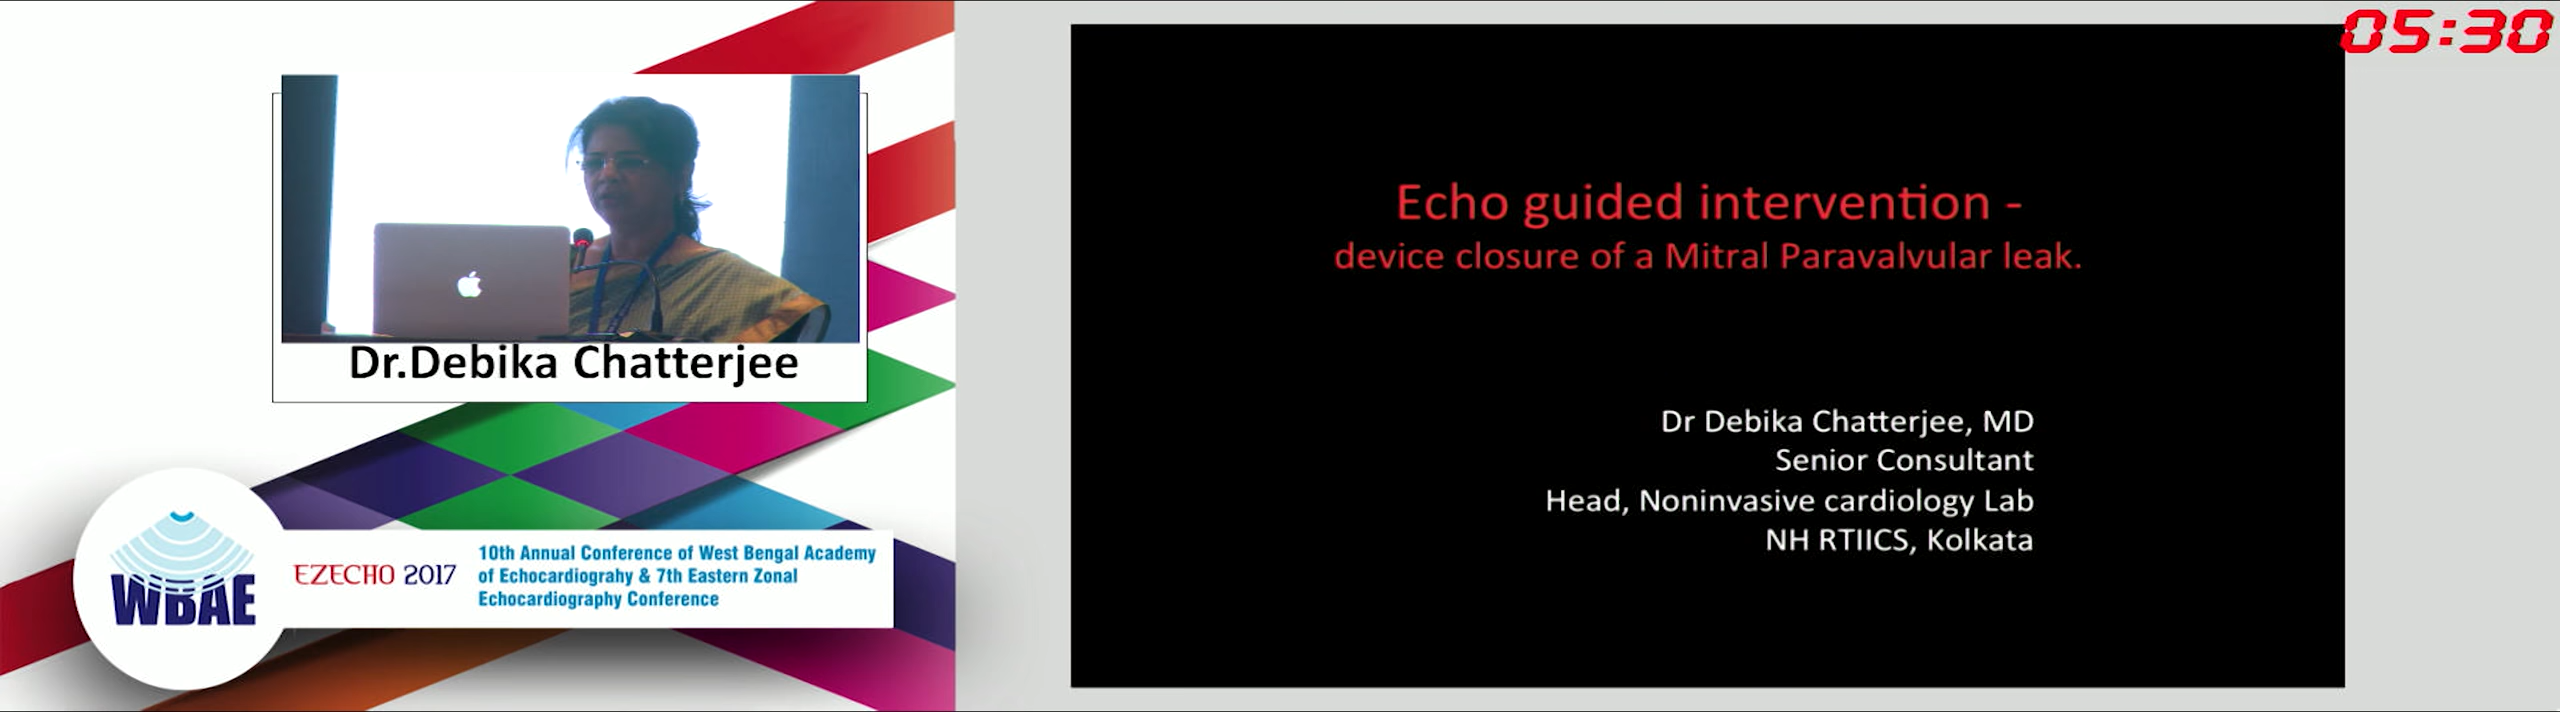 Dr.Debika Chatterjee
WBAE
EZECHO 2017
10th Annual Conference of West Bengal Academy
of Echocardiograhy & 7th Eastern Zonal
Echocardiography Conference
05:30
Echo guided intervention -
device closure of a Mitral Paravalvular leak.
Dr Debika Chatterjee, MD
Senior Consultant
Head, Noninvasive cardiology Lab
NH RTIICS, Kolkata